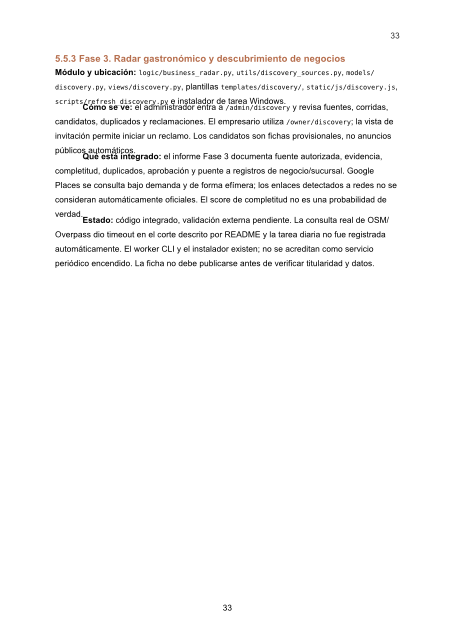 33
5.5.3 Fase 3. Radar gastronómico y descubrimiento de negocios
Módulo y ubicación: logic/business_radar.py, utils/discovery_sources.py, models/
discovery.py, views/discovery.py, plantillas templates/discovery/, static/js/discovery.js,
scripts/refresh_discovery.py e instalador de tarea Windows.
Cómo se ve: el administrador entra a /admin/discovery y revisa fuentes, corridas,
candidatos, duplicados y reclamaciones. El empresario utiliza /owner/discovery; la vista de
invitación permite iniciar un reclamo. Los candidatos son fichas provisionales, no anuncios
públicos automáticos.
Qué está integrado: el informe Fase 3 documenta fuente autorizada, evidencia,
completitud, duplicados, aprobación y puente a registros de negocio/sucursal. Google
Places se consulta bajo demanda y de forma efímera; los enlaces detectados a redes no se
consideran automáticamente oficiales. El score de completitud no es una probabilidad de
verdad.
Estado: código integrado, validación externa pendiente. La consulta real de OSM/
Overpass dio timeout en el corte descrito por README y la tarea diaria no fue registrada
automáticamente. El worker CLI y el instalador existen; no se acreditan como servicio
periódico encendido. La ficha no debe publicarse antes de verificar titularidad y datos.
33